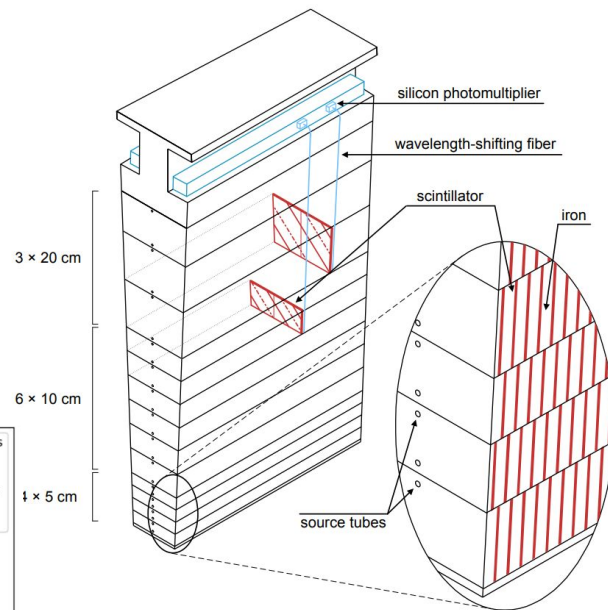 silicon photomultiplier
wavelength-shifting fiber
scintillator
iron
3 × 20 cm
6 × 10 cm
× 5 cm
source tubes
s